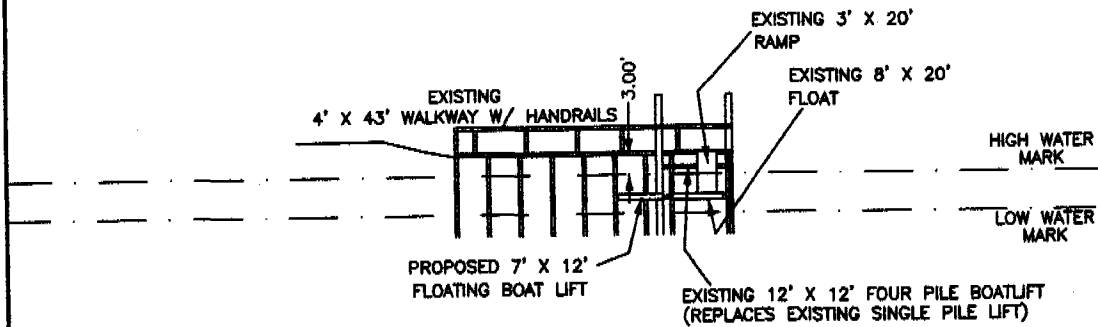 EXISTING 3' X 20'
RAMP
EXISTING 8' X 20'
FLOAT
3.00'
EXISTING
4' X 43' WALKWAY W/ HANDRAILS
HIGH WATER
MARK
LOW WATER
MARK
PROPOSED 7' X 12'
FLOATING BOAT LIFT
EXISTING 12' X 12' FOUR PILE BOATLIFT
(REPLACES EXISTING SINGLE PILE LIFT)